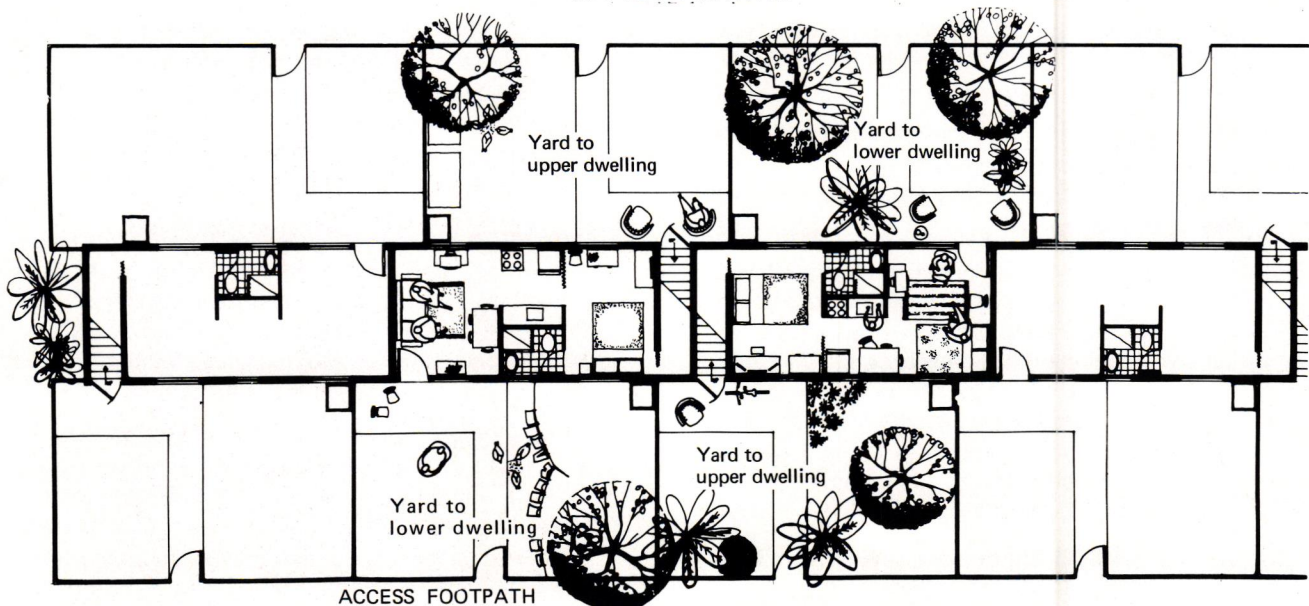 Yard to
upper dwelling
Yard to
lower dwelling
Yard to
upper dwelling
Yard to
lower dwelling
ACCESS FOOTPATH